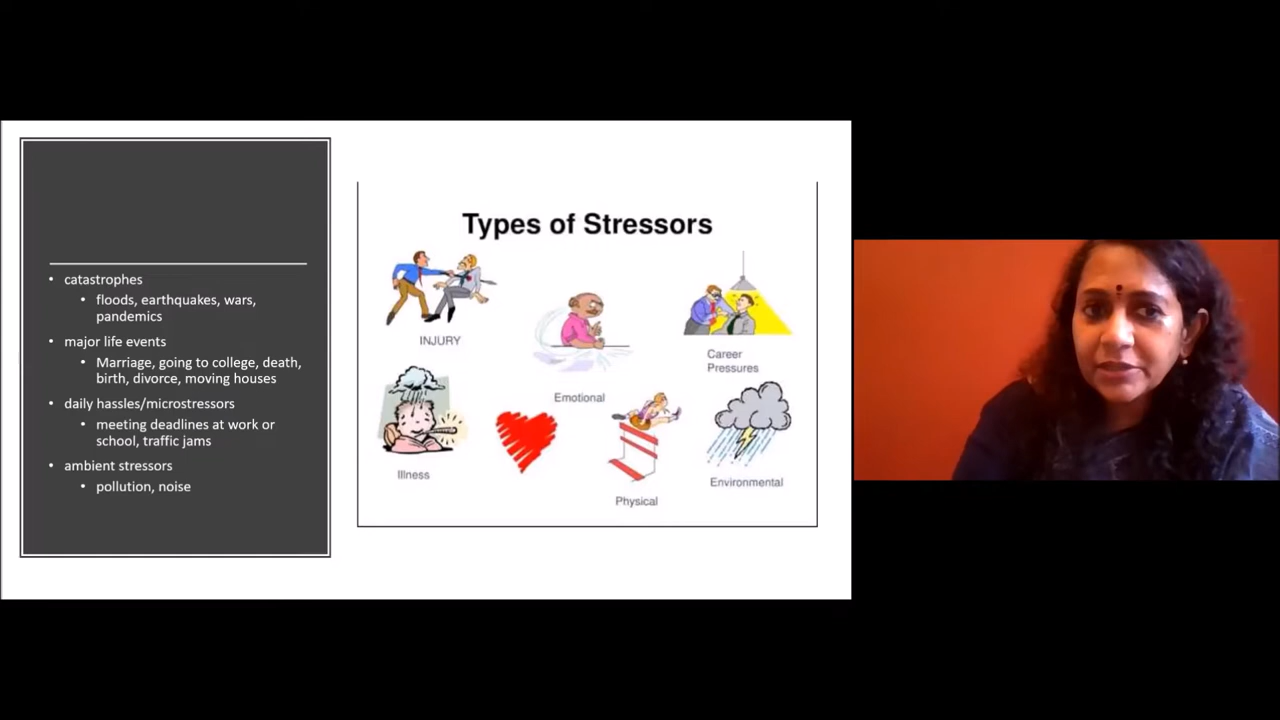 catastrophes
floods, earthquakes, wars,
pandemics
major life events
Marriage, going to college, death,
birth, divorce, moving houses
daily hassles/microstressors
meeting deadlines at work or
school, traffic jams
ambient stressors
pollution, noise
Types of Stressors
INJURY
Emotional
Career
Pressures
Illness
Physical
Environmental